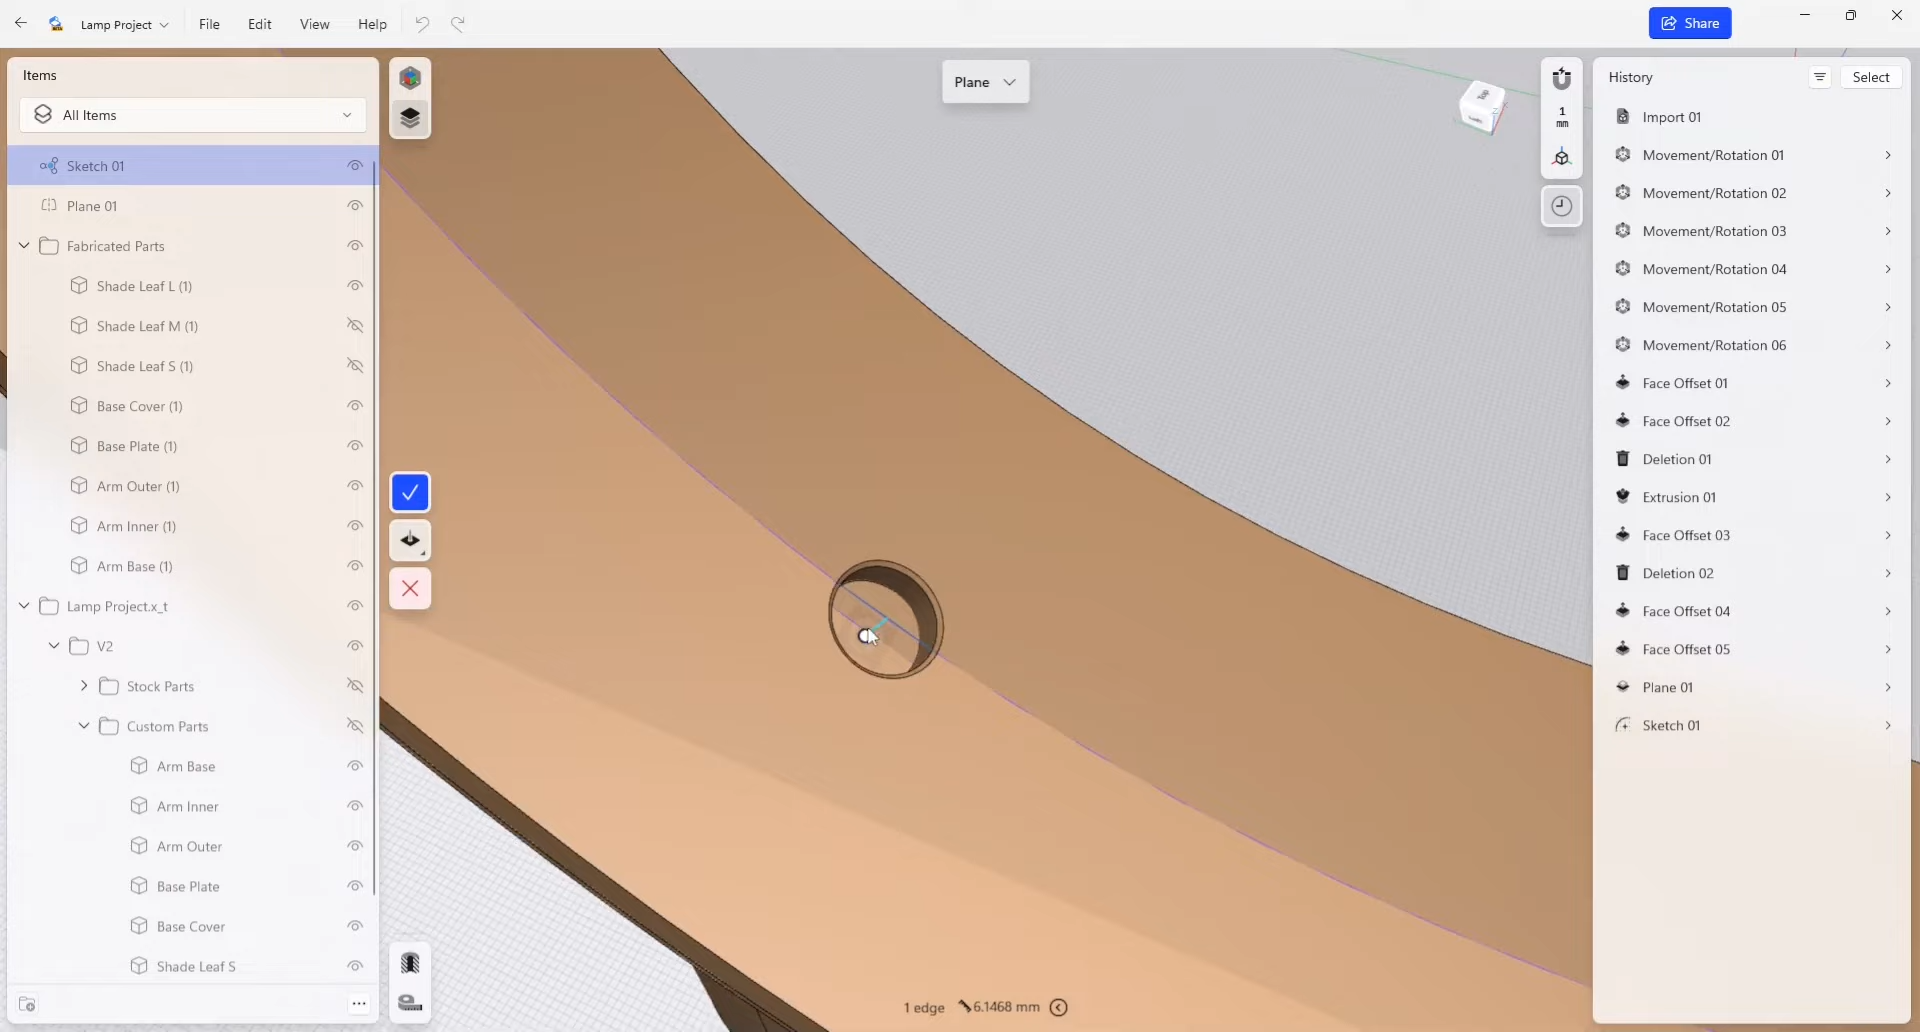 Lamp Project
File
Edit
View
Help
Share
Items
All Items
Sketch 01
Plane 01
Fabricated Parts
Shade Leaf L (1)
Shade Leaf M (1)
Shade Leaf S (1)
Base Cover (1)
Base Plate (1)
Arm Outer (1)
Arm Inner (1)
Arm Base (1)
Lamp Project.x_t
V2
Stock Parts
Custom Parts
Arm Base
Arm Inner
Arm Outer
Base Plate
Base Cover
Shade Leaf S
Plane
Top
1
mm
1 edge 6.1468 mm
History
Select
Import 01
Movement/Rotation 01
Movement/Rotation 02
Movement/Rotation 03
Movement/Rotation 04
Movement/Rotation 05
Movement/Rotation 06
Face Offset 01
Face Offset 02
Deletion 01
Extrusion 01
Face Offset 03
Deletion 02
Face Offset 04
Face Offset 05
Plane 01
Sketch 01